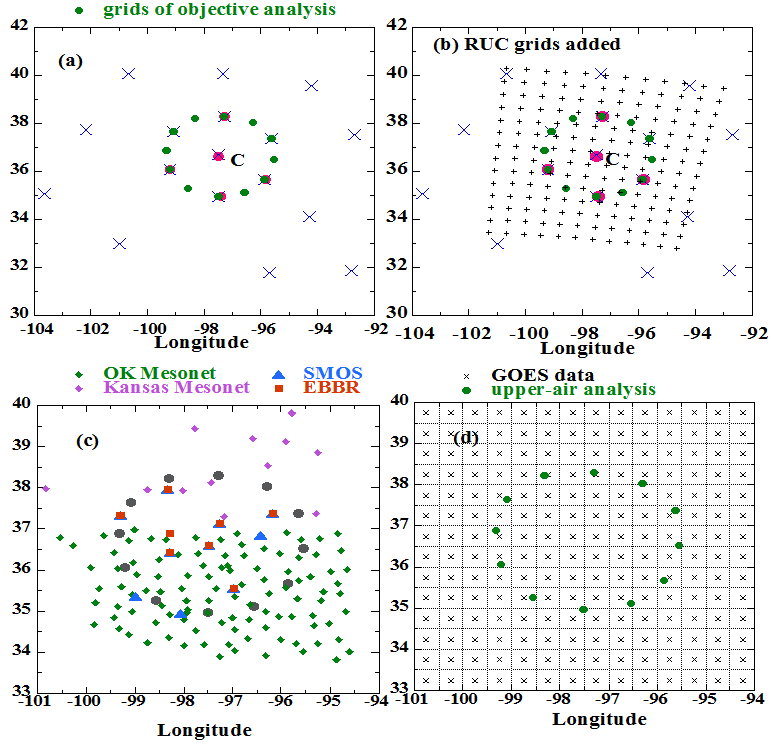 grids of objective analysis
42
40
38
36
34
32
30
(a)
C
-104 -102 -100 -98 -96 -94 -92
Longitude
42
40
38
36
34
32
30
(b) RUC grids added
C
-104 -102 -100 -98 -96 -94 -92
Longitude
OK Mesonet SMOS
Kansas Mesonet EBBR
40
39
38
37
36
35
34
33
(c)
-101 -100 -99 -98 -97 -96 -95 -94
Longitude
GOES data
upper-air analysis
40
39
38
37
36
35
34
33
(d)
-101 -100 -99 -98 -97 -96 -95 -94
Longitude